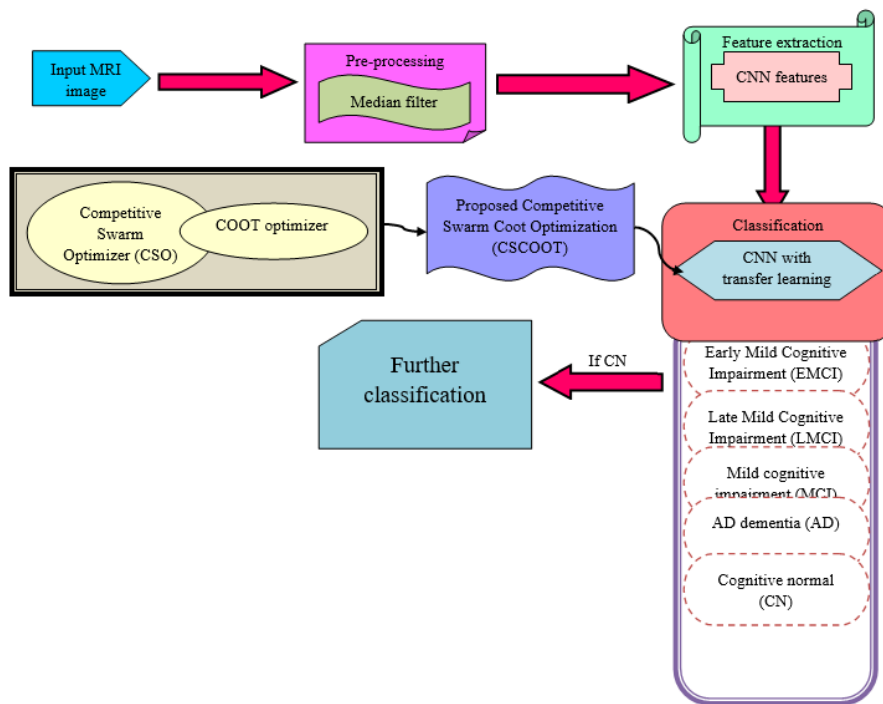 Input MRI
image
Pre-processing
Median filter
Feature extraction
CNN features
Competitive
Swarm
Optimizer (CSO)
COOT optimizer
Proposed Competitive
Swarm Coot Optimization
(CSCOOT)
Classification
CNN with
transfer learning
Further
classification
If CN
Early Mild Cognitive
Impairment (EMCI)
Late Mild Cognitive
Impairment (LMCI)
Mild cognitive
impairment (MCI)
AD dementia (AD)
Cognitive normal
(CN)